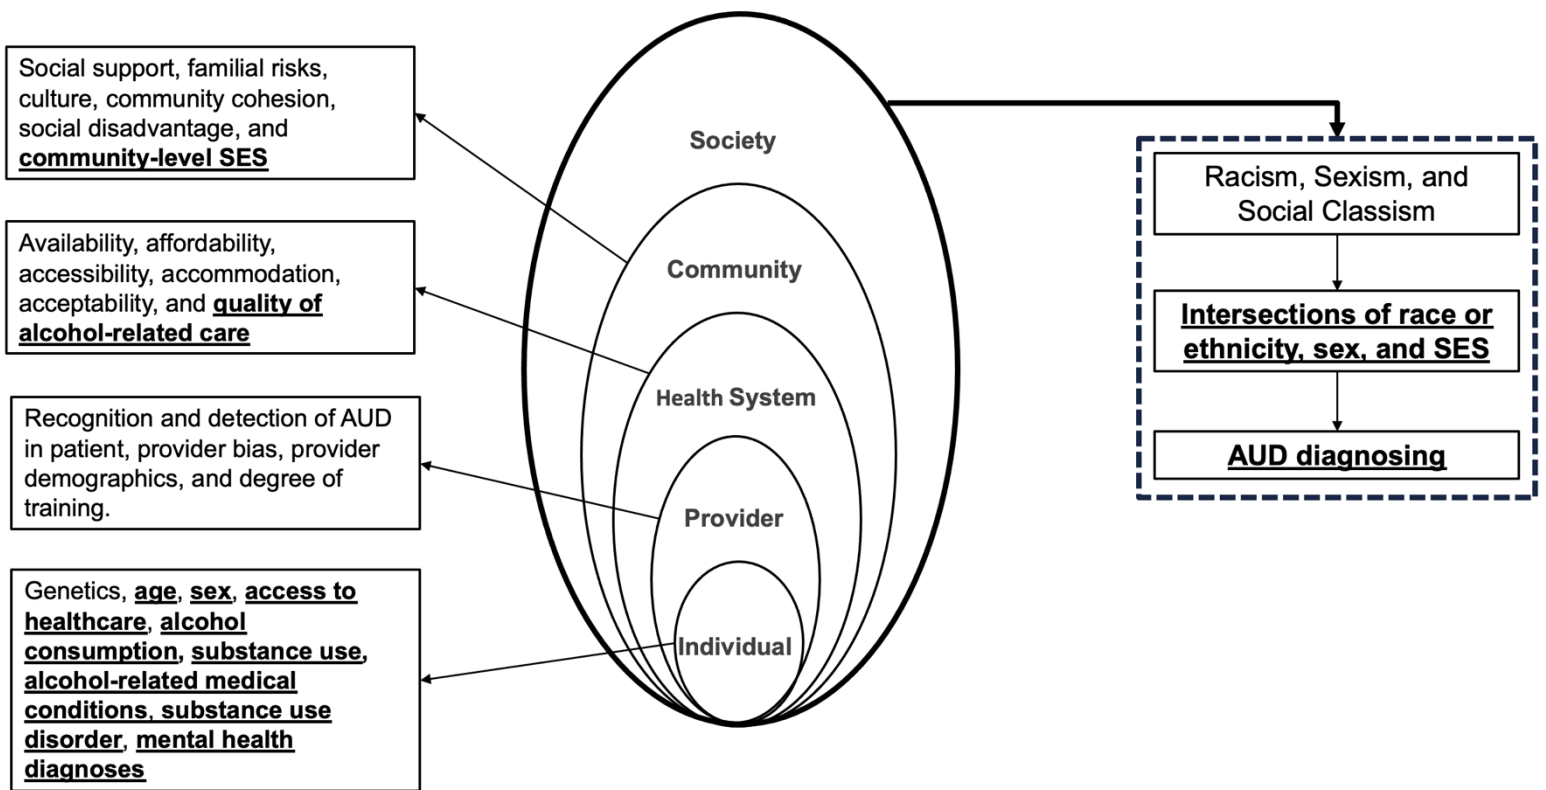 Social support, familial risks,
culture, community cohesion,
social disadvantage, and
community-level SES
Availability, affordability,
accessibility, accommodation,
acceptability, and quality of
alcohol-related care
Recognition and detection of AUD
in patient, provider bias, provider
demographics, and degree of
training.
Genetics, age, sex, access to
healthcare, alcohol
consumption, substance use,
alcohol-related medical
conditions, substance use
disorder, mental health
diagnoses
Society
Community
Health System
Provider
Individual
Racism, Sexism, and
Social Classism
Intersections of race or
ethnicity, sex, and SES
AUD diagnosing